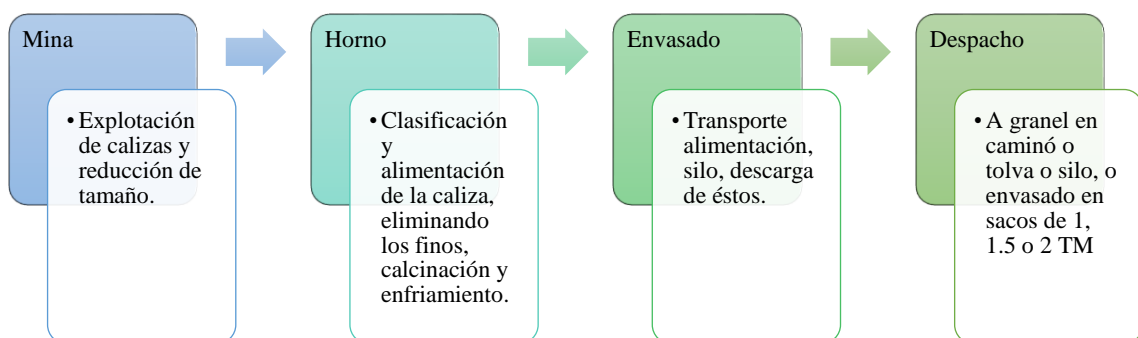 Mina
• Explotación
de calizas y
reducción de
tamaño.
Horno
• Clasificación
y
alimentación
de la caliza,
eliminando
los finos,
calcinación y
enfriamiento.
Envasado
• Transporte
alimentación,
silo, descarga
de éstos.
Despacho
• A granel en
caminó o
tolva o silo, o
envasado en
sacos de 1,
1.5 o 2 TM